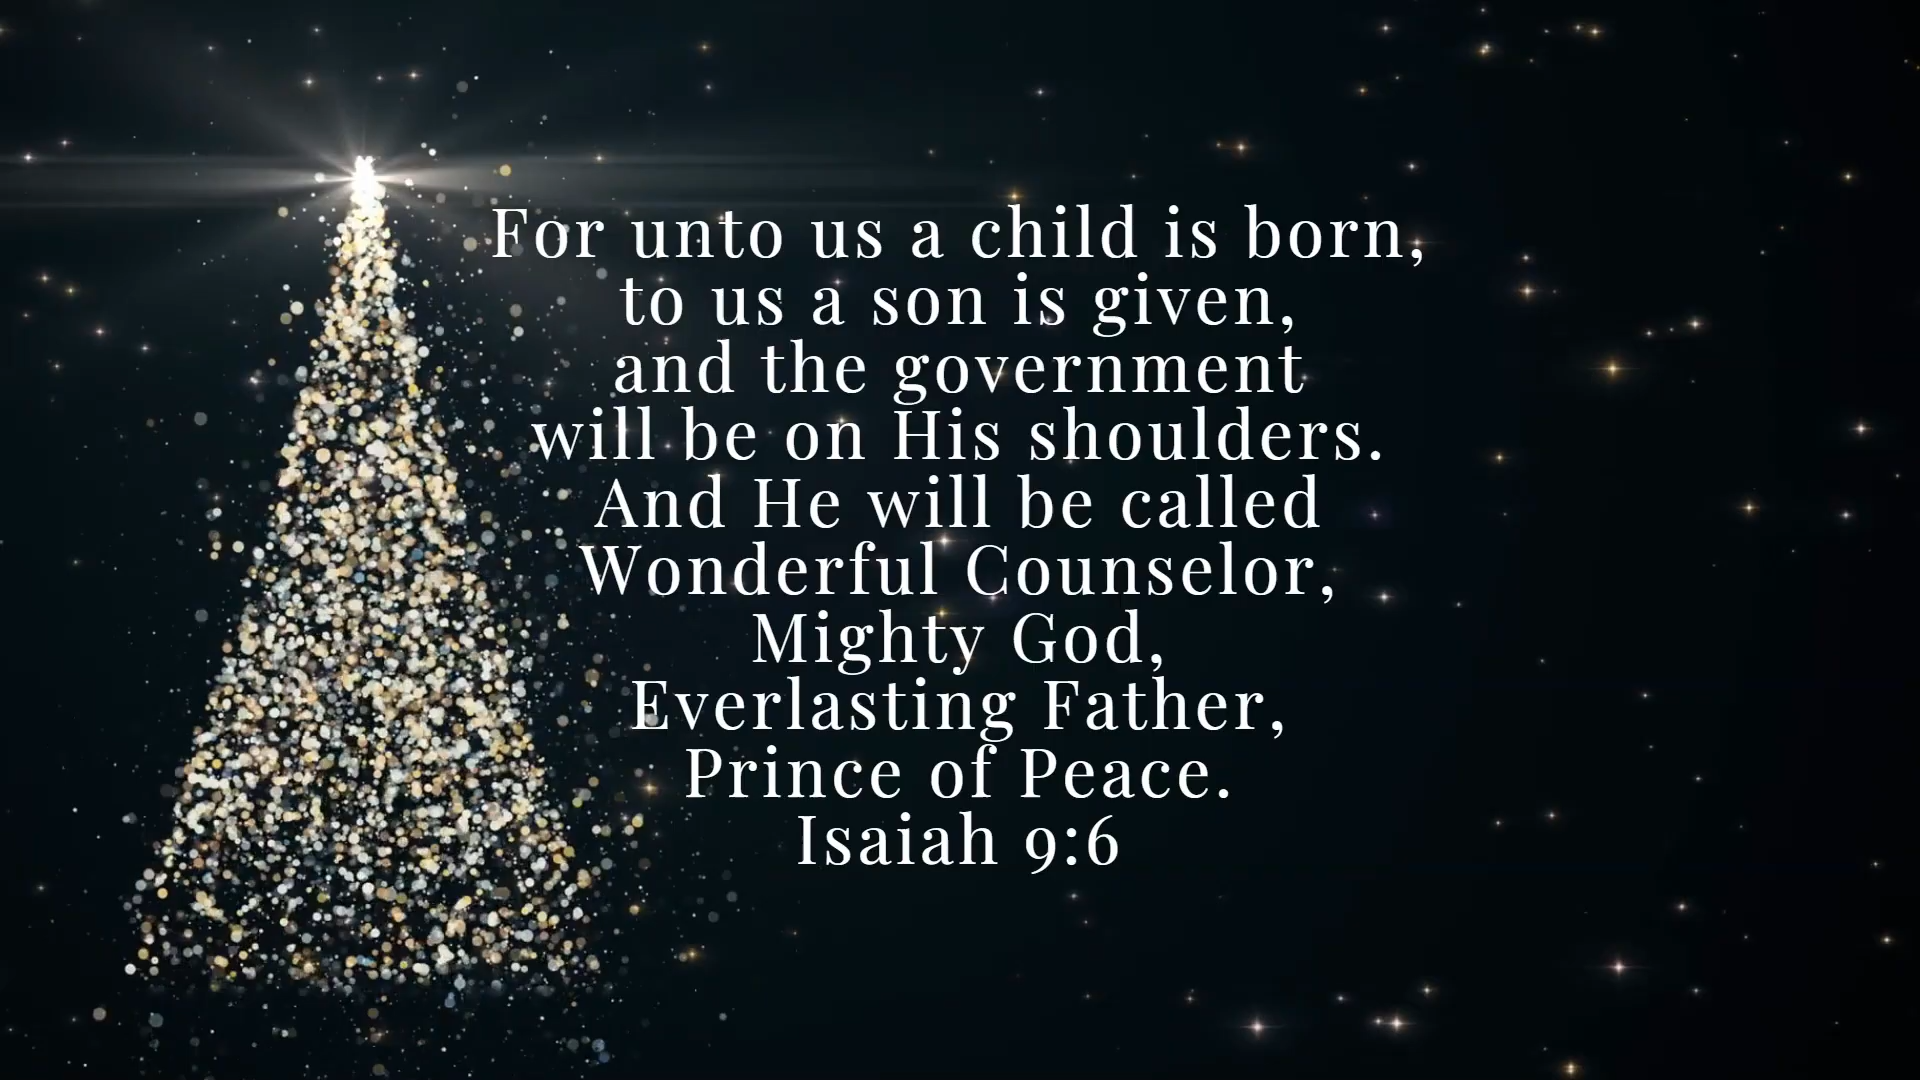 For unto us a child is born,
to us a son is given,
and the government
will be on His shoulders.
And He will be called
Wonderful Counselor,
Mighty God,
Everlasting Father,
Prince of Peace.
Isaiah 9:6